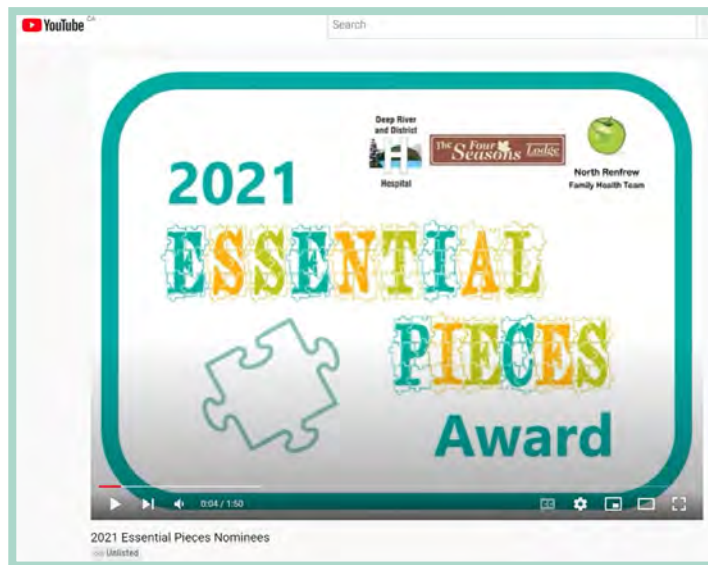 YouTube CA
Search
Deep River
and District
H
Hospital
The Four Seasons Lodge
North Renfrew
Family Health Team
2021
ESSENTIAL
PIECES
Award
0:04 / 1:50
CC
2021 Essential Pieces Nominees
Unlisted